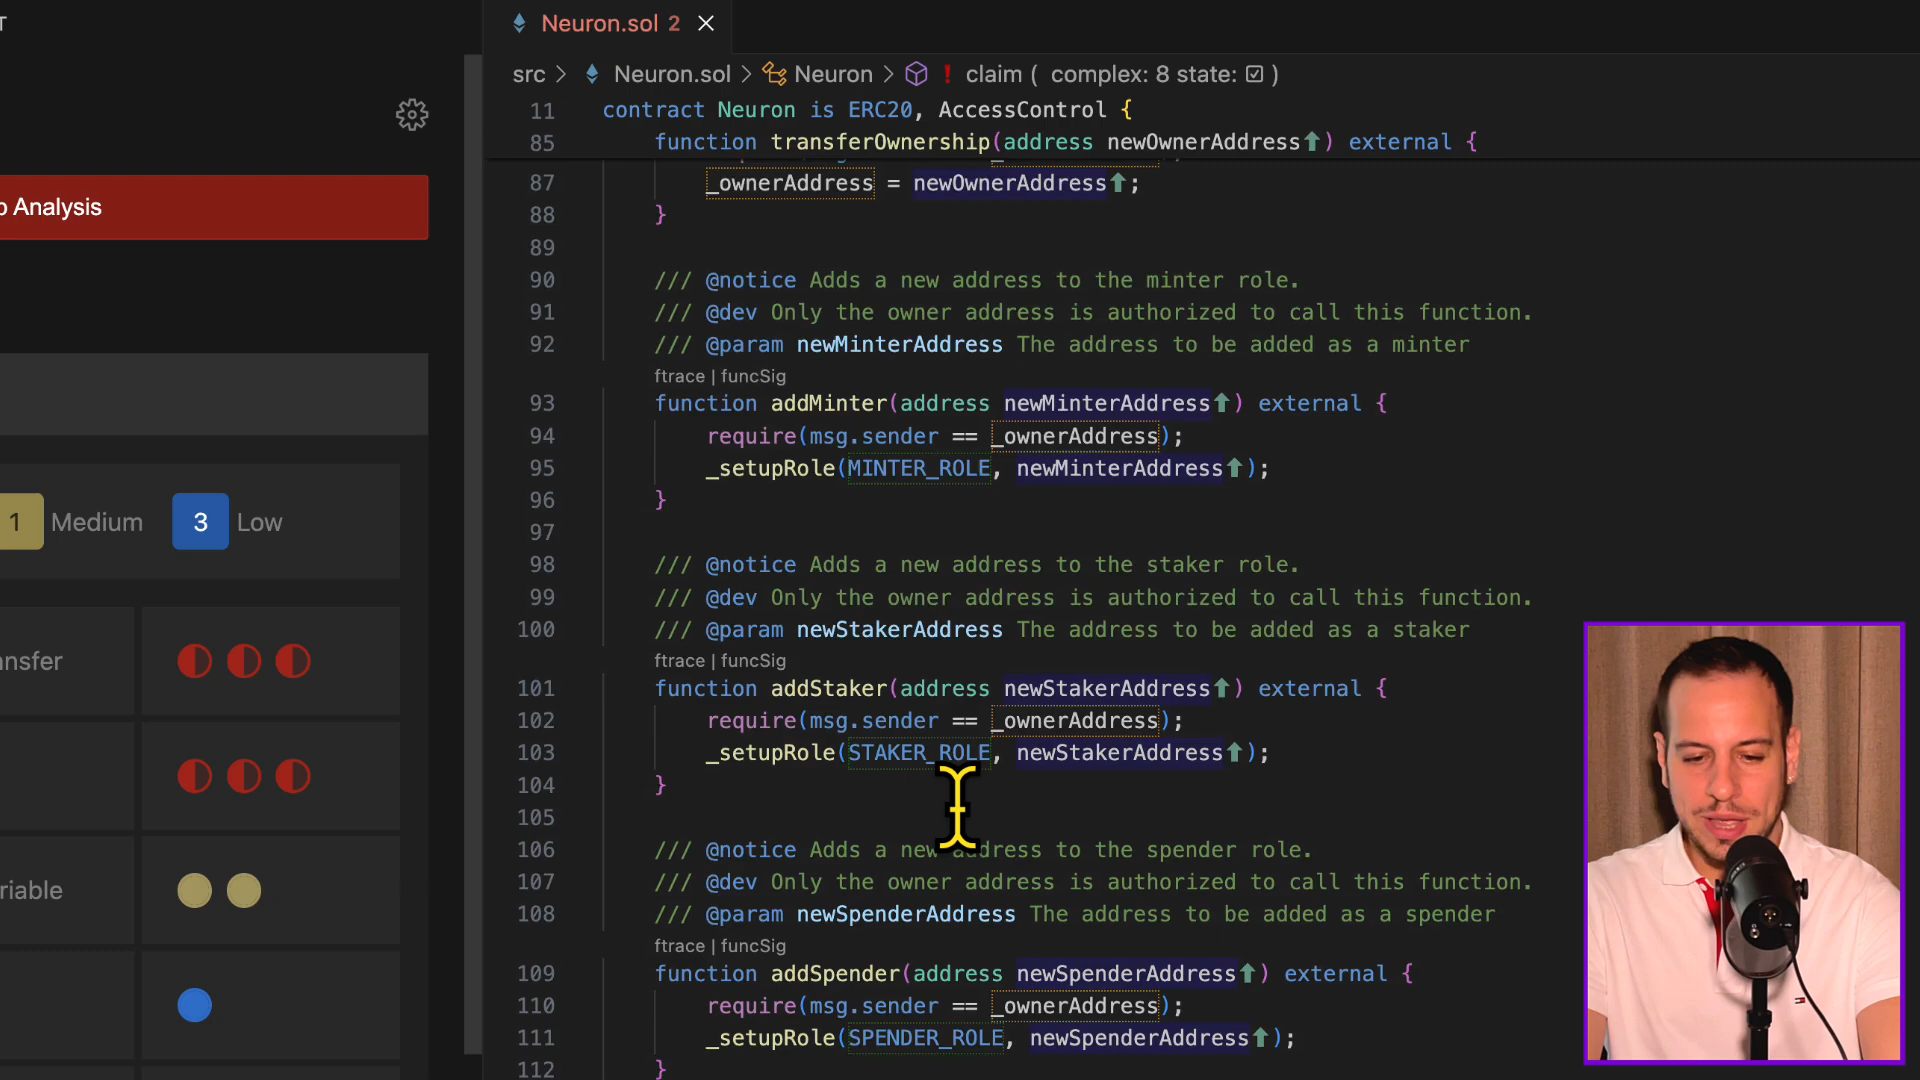 T
Neuron.sol 2
src > Neuron.sol > Neuron > ! claim ( complex: 8 state: ☑ )
11 contract Neuron is ERC20, AccessControl {
85 function transferOwnership(address newOwnerAddress⬆) external {
87 _ownerAddress = newOwnerAddress⬆;
88 }
89
90 /// @notice Adds a new address to the minter role.
91 /// @dev Only the owner address is authorized to call this function.
92 /// @param newMinterAddress The address to be added as a minter
ftrace | funcSig
93 function addMinter(address newMinterAddress⬆) external {
94 require(msg.sender == _ownerAddress);
95 _setupRole(MINTER_ROLE, newMinterAddress⬆);
96 }
97
98 /// @notice Adds a new address to the staker role.
99 /// @dev Only the owner address is authorized to call this function.
100 /// @param newStakerAddress The address to be added as a staker
ftrace | funcSig
101 function addStaker(address newStakerAddress⬆) external {
102 require(msg.sender == _ownerAddress);
103 _setupRole(STAKER_ROLE, newStakerAddress⬆);
104 }
105
106 /// @notice Adds a new address to the spender role.
107 /// @dev Only the owner address is authorized to call this function.
108 /// @param newSpenderAddress The address to be added as a spender
ftrace | funcSig
109 function addSpender(address newSpenderAddress⬆) external {
110 require(msg.sender == _ownerAddress);
111 _setupRole(SPENDER_ROLE, newSpenderAddress⬆);
112 }
p Analysis
1 Medium 3 Low
ansfer
riable